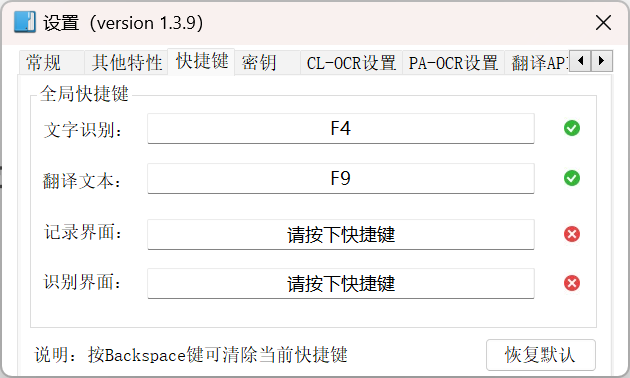 设置（version 1.3.9）
常规 其他特性 快捷键 密钥 CL-OCR设置 PA-OCR设置 翻译API
全局快捷键
文字识别： F4
翻译文本： F9
记录界面： 请按下快捷键
识别界面： 请按下快捷键
说明：按Backspace键可清除当前快捷键 恢复默认